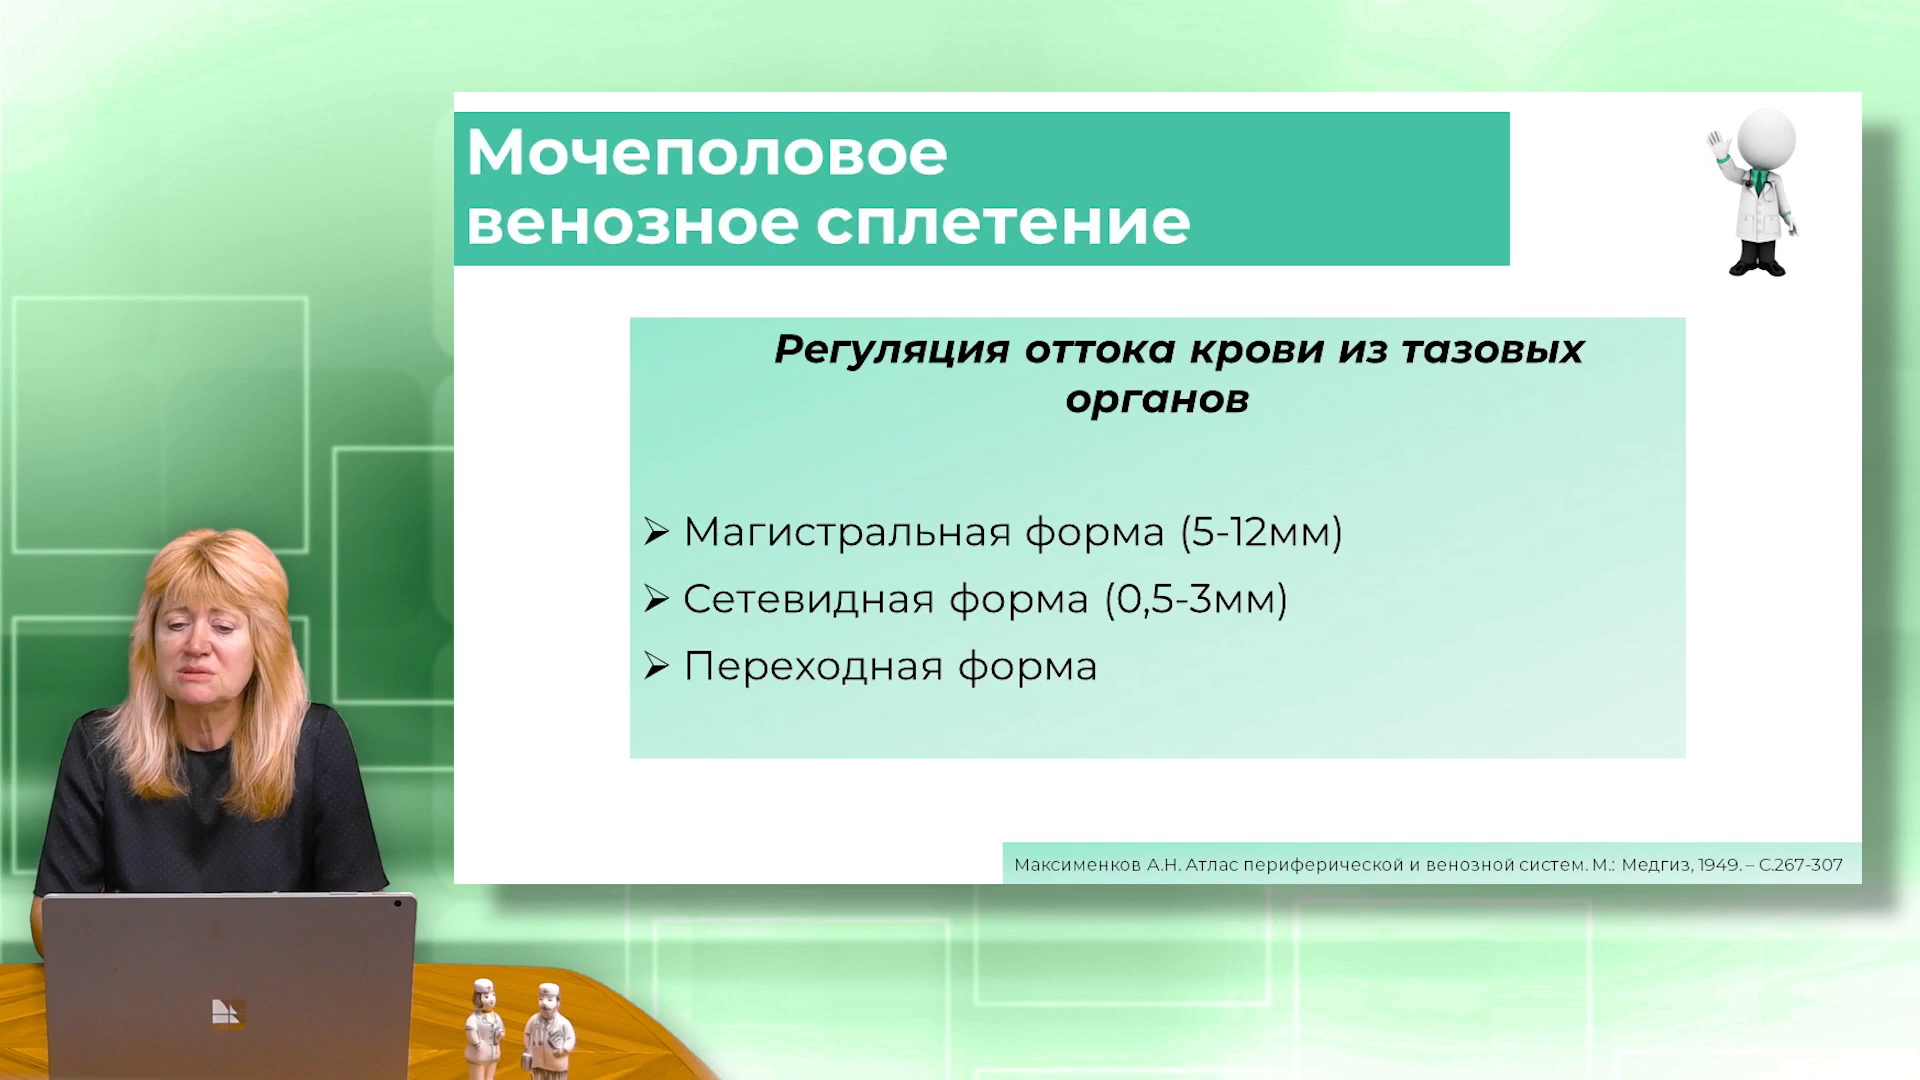 Мочеполовое
венозное сплетение
Регуляция оттока крови из тазовых
органов
➢ Магистральная форма (5-12мм)
➢ Сетевидная форма (0,5-3мм)
➢ Переходная форма
Максименков А.Н. Атлас периферической и венозной систем. М.: Медгиз, 1949. – С.267-307